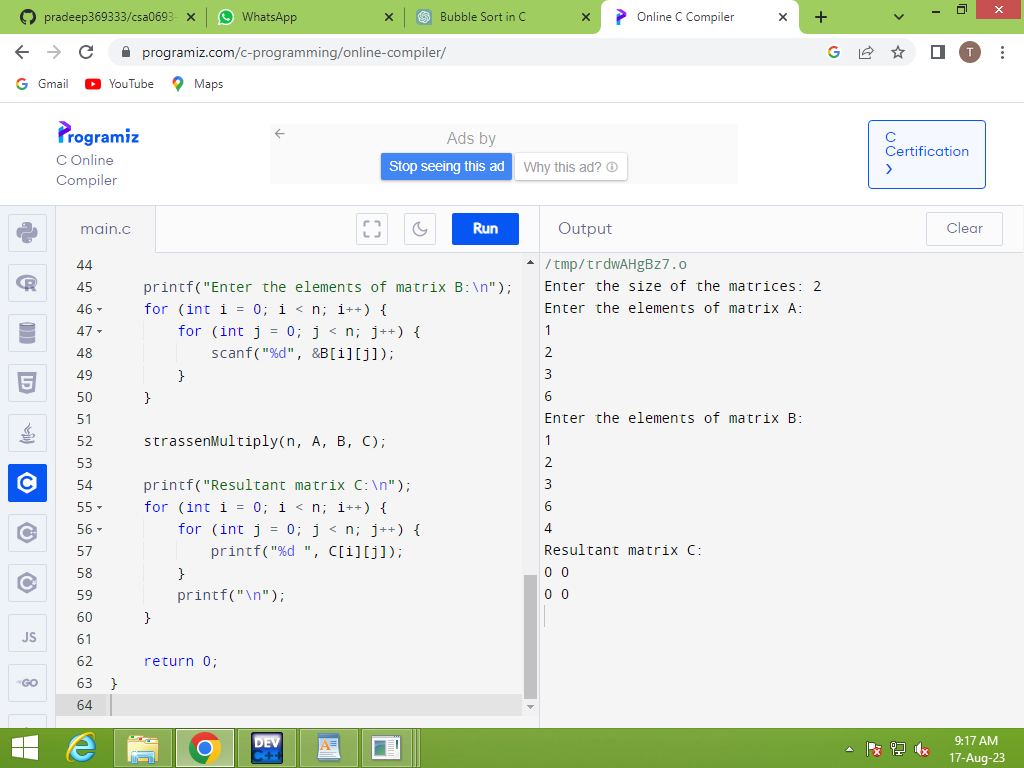 pradeep369333/csa0693
WhatsApp
Bubble Sort in C
Online C Compiler
programiz.com/c-programming/online-compiler/
T
Gmail
YouTube
Maps
Programiz
C Online
Compiler
Ads by
Stop seeing this ad
Why this ad?
C
Certification
main.c
Run
Output
Clear
44
45 printf("Enter the elements of matrix B:\n");
46 for (int i = 0; i < n; i++) {
47 for (int j = 0; j < n; j++) {
48 scanf("%d", &B[i][j]);
49 }
50 }
51
52 strassenMultiply(n, A, B, C);
53
54 printf("Resultant matrix C:\n");
55 for (int i = 0; i < n; i++) {
56 for (int j = 0; j < n; j++) {
57 printf("%d ", C[i][j]);
58 }
59 printf("\n");
60 }
61
62 return 0;
63 }
64
/tmp/trdwAHgBz7.o
Enter the size of the matrices: 2
Enter the elements of matrix A:
1
2
3
6
Enter the elements of matrix B:
1
2
3
6
4
Resultant matrix C:
0 0
0 0
JS
GO
DEV
C++
9:17 AM
17-Aug-23